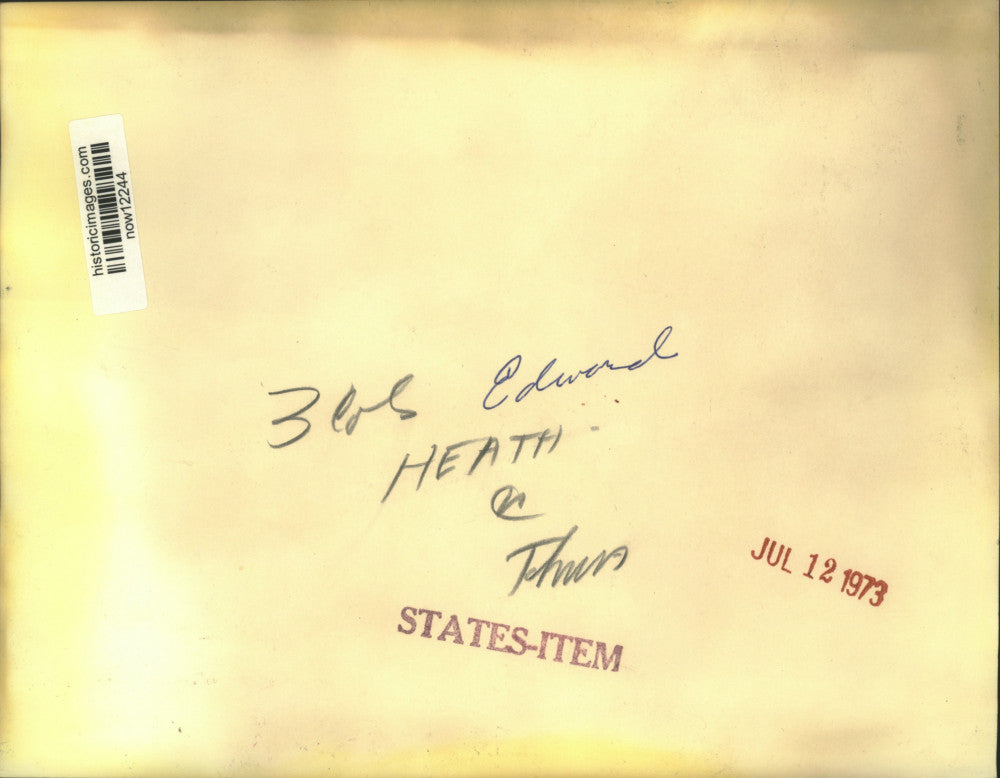 historicimages.com
now12244
3 Cols Edward
HEATH
Thurs
JUL 12 1973
STATES-ITEM